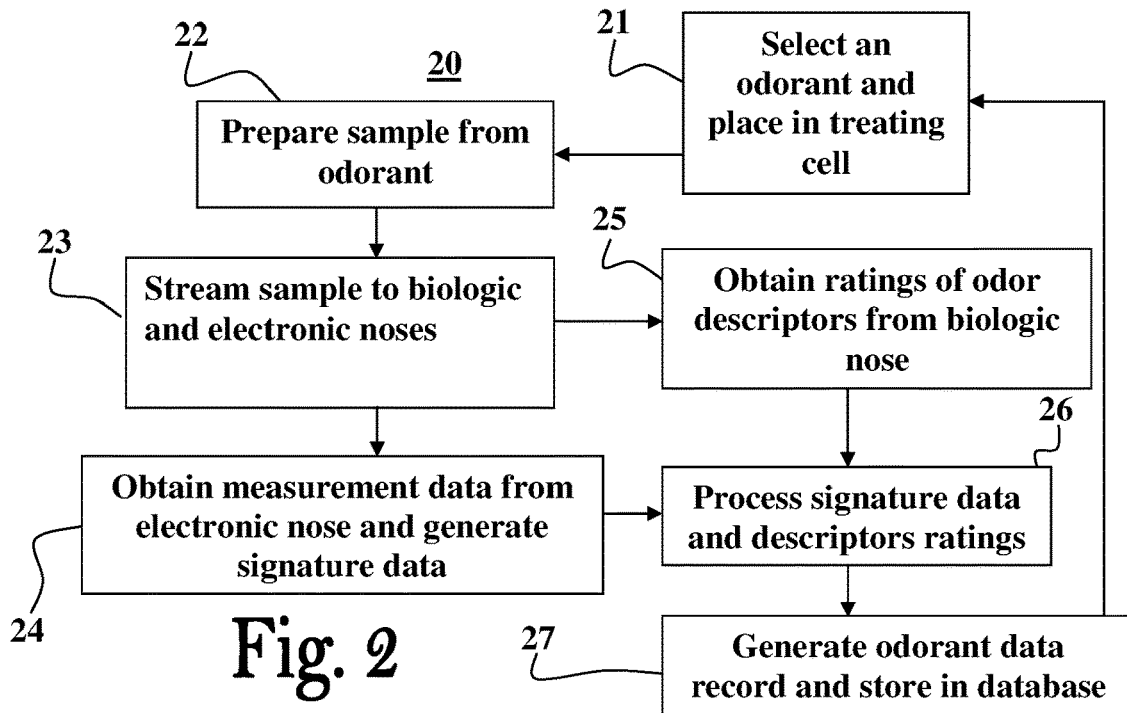 22
20
21
Select an
odorant and
place in treating
cell
Prepare sample from
odorant
23
Stream sample to biologic
and electronic noses
25
Obtain ratings of odor
descriptors from biologic
nose
26
Obtain measurement data from
electronic nose and generate
signature data
24
Process signature data
and descriptors ratings
27
Generate odorant data
record and store in database
Fig. 2